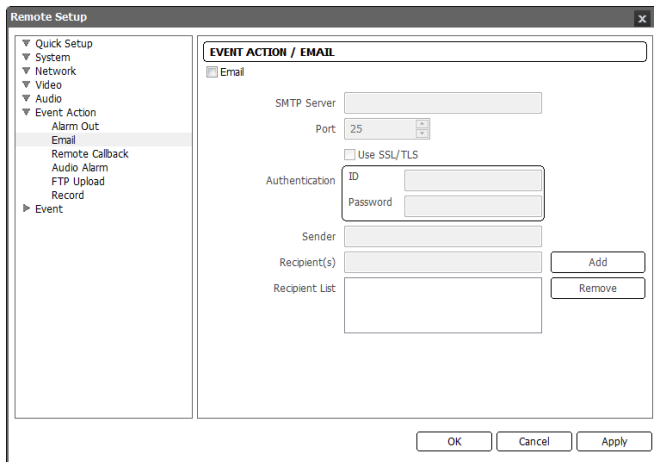 Remote Setup
x
Quick Setup
System
Network
Video
Audio
Event Action
Alarm Out
Email
Remote Callback
Audio Alarm
FTP Upload
Record
Event
EVENT ACTION / EMAIL
Email
SMTP Server
Port 25
Use SSL/TLS
Authentication
ID
Password
Sender
Recipient(s) Add
Recipient List Remove
OK Cancel Apply